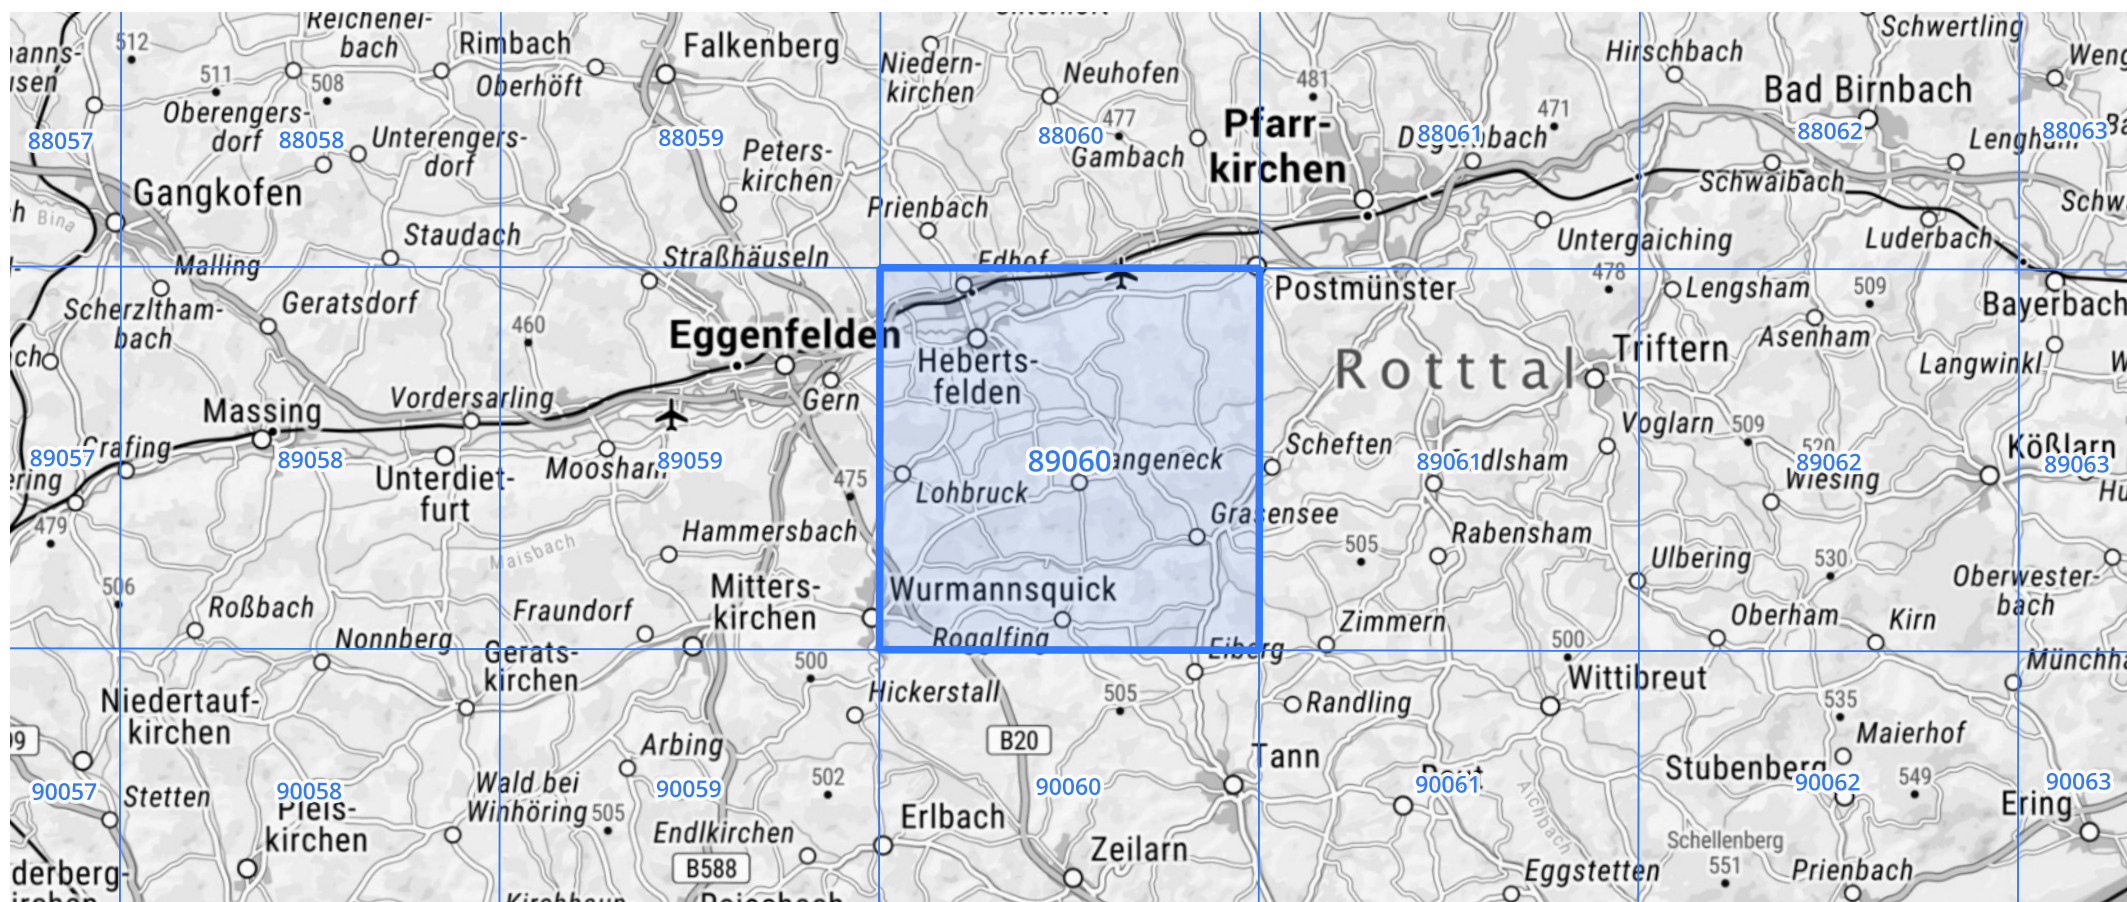 512
Reichenei-
bach
Rimbach
Falkenberg
Oberhöft
511
508
Oberengers-
dorf
Unterengers-
dorf
88057
88058
88059
Peters-
kirchen
Gangkofen
Bina
Staudach
Straßhäuseln
Niedern-
kirchen
Neuhofen
477
Gambach
88060
Prienbach
Edhof
481
Pfarr-
kirchen
88061
471
Untergaiching
478
Hirschbach
Schwertling
Bad Birnbach
88062
88063
Schwaibach
Luderbach
Malling
Scherzltham-
bach
Geratsdorf
460
Eggenfelden
Massing
Vordersarling
Gern
89057
89058
89059
Unterdiet-
furt
Moosham
475
479
Hammersbach
Maisbach
506
Roßbach
Fraundorf
Mitters-
kirchen
Nonnberg
Heberts-
felden
89060
Lohbruck
Grasensee
Wurmannsquick
Rogglfing
Eiberg
Postmünster
Rotttal
Scheften
89061
505
Rabensham
Zimmern
500
Lengsham
509
Asenham
Triftern
Langwinkl
Bayerbach
Voglarn
509
520
89062
Wiesing
Kößlarn
89063
Ulbering
530
Oberwester-
bach
Oberham
Kirn
Gerats-
kirchen
500
Niedertauf-
kirchen
Arbing
90057
90058
90059
Stetten
Pleis-
kirchen
Wald bei
Winhöring
505
502
Endlkirchen
B588
Hickerstall
505
B20
90060
Tann
Erlbach
Zeilarn
Randling
Wittibreut
90061
Aichbach
Eggstetten
535
Maierhof
Stubenberg
90062
549
90063
Ering
Schellenberg
551
Prienbach